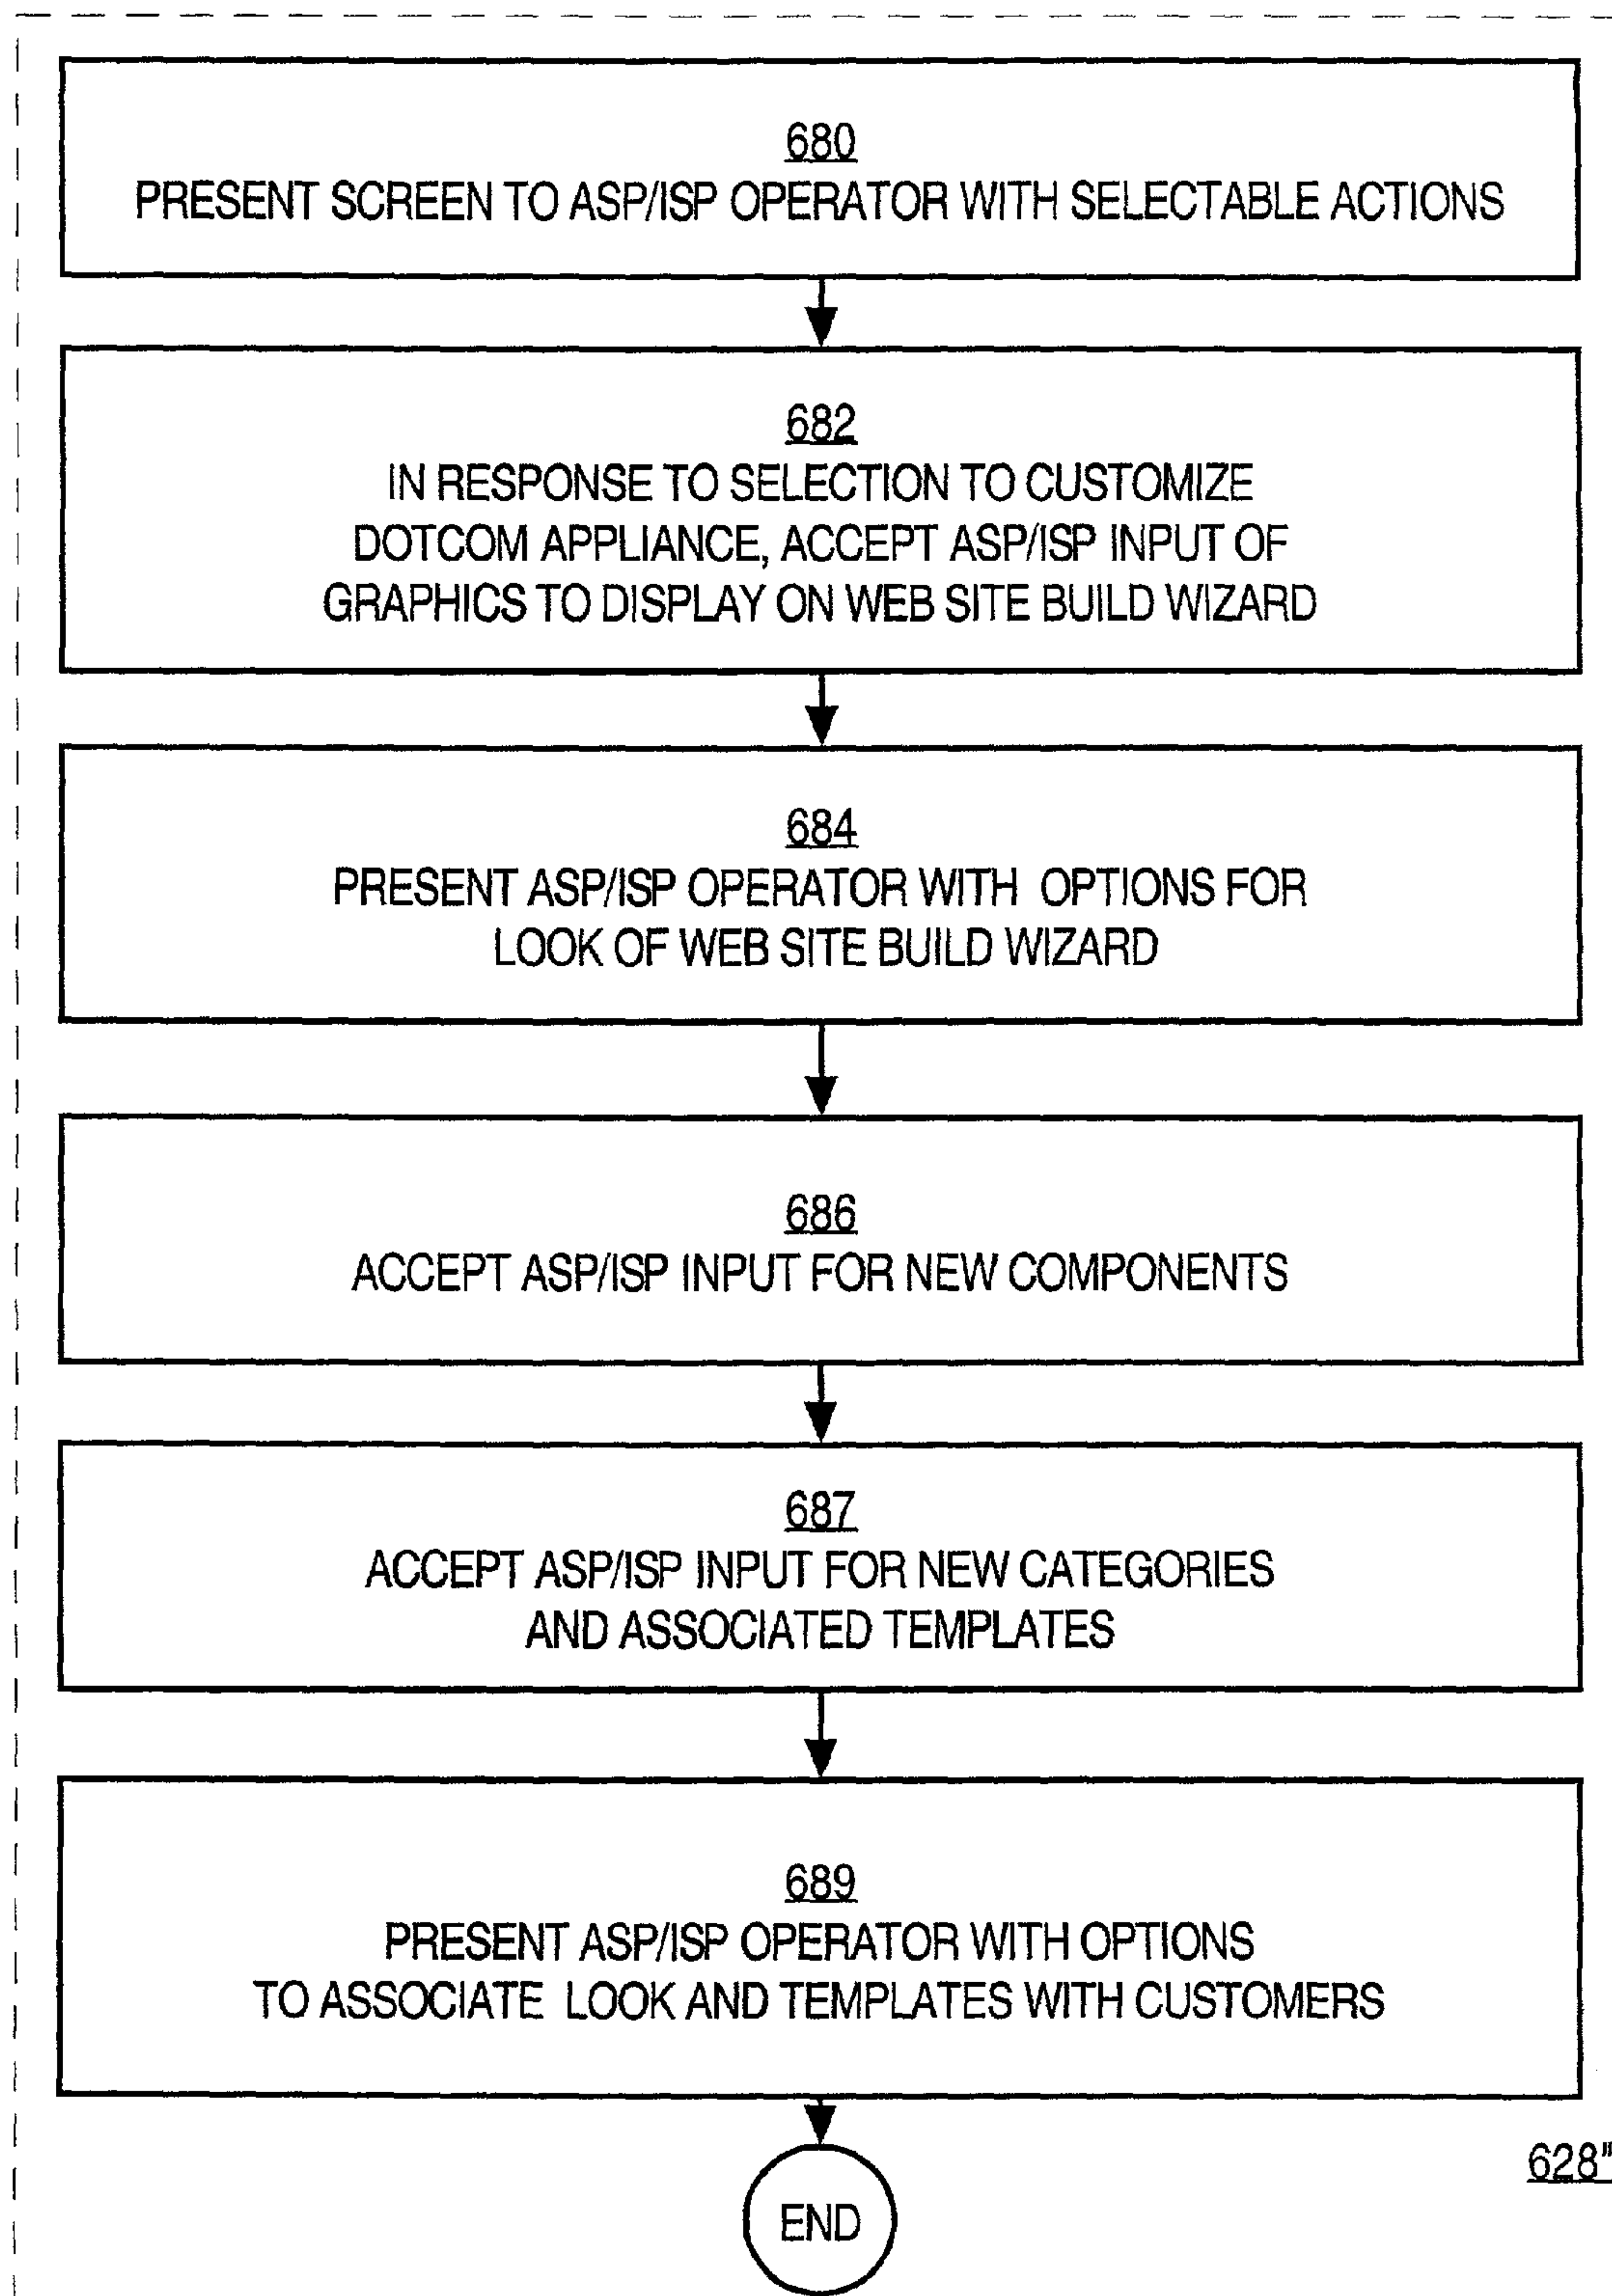 680
PRESENT SCREEN TO ASP/ISP OPERATOR WITH SELECTABLE ACTIONS
682
IN RESPONSE TO SELECTION TO CUSTOMIZE
DOTCOM APPLIANCE, ACCEPT ASP/ISP INPUT OF
GRAPHICS TO DISPLAY ON WEB SITE BUILD WIZARD
684
PRESENT ASP/ISP OPERATOR WITH OPTIONS FOR
LOOK OF WEB SITE BUILD WIZARD
686
ACCEPT ASP/ISP INPUT FOR NEW COMPONENTS
687
ACCEPT ASP/ISP INPUT FOR NEW CATEGORIES
AND ASSOCIATED TEMPLATES
689
PRESENT ASP/ISP OPERATOR WITH OPTIONS
TO ASSOCIATE LOOK AND TEMPLATES WITH CUSTOMERS
628"
END